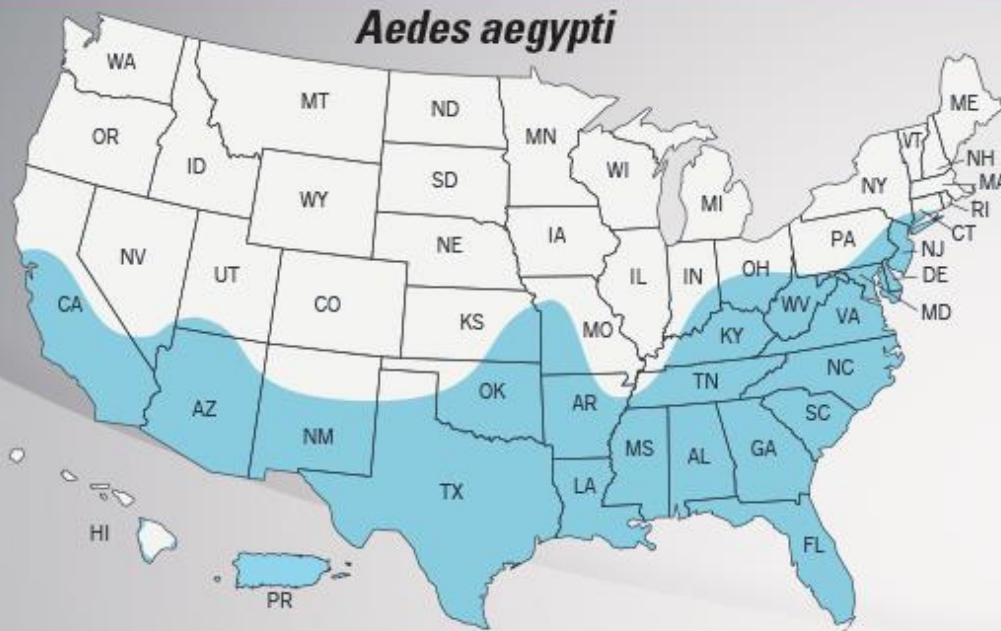 Aedes aegypti
WA
MT
ND
MN
ME
OR
ID
SD
WI
VT
NH
MA
WY
MI
NY
RI
CT
NE
IA
PA
NJ
NV
UT
CO
IL
IN
OH
DE
CA
KS
MO
WV
VA
MD
KY
AZ
NM
OK
AR
TN
NC
SC
MS
AL
GA
TX
LA
HI
FL
PR